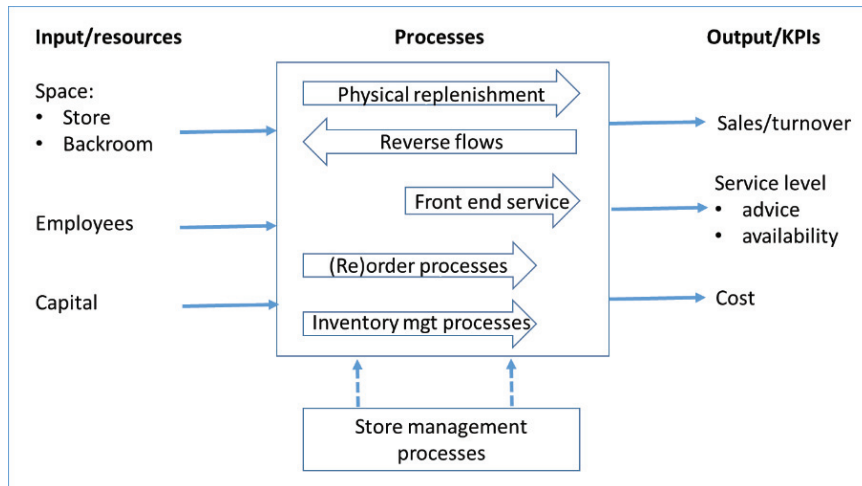 Input/resources
Processes
Output/KPIs
Space:
• Store
• Backroom
Employees
Capital
Physical replenishment
Reverse flows
Front end service
(Re)order processes
Inventory mgt processes
Store management
processes
Sales/turnover
Service level
• advice
• availability
Cost